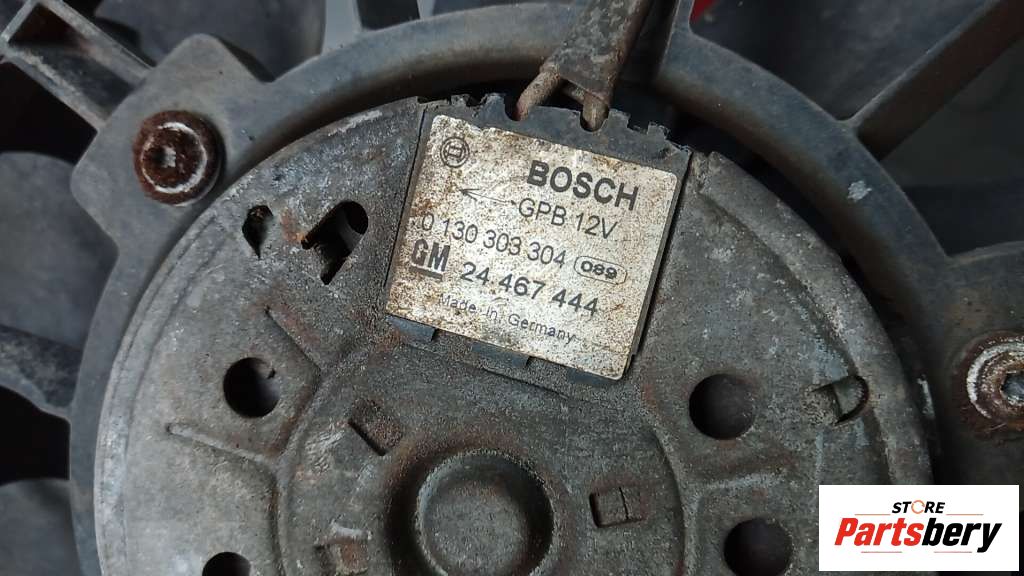 BOSCH
GPB 12V
0 130 303 304 089
GM 24 467 444
Made in Germany
STORE
Partsbery